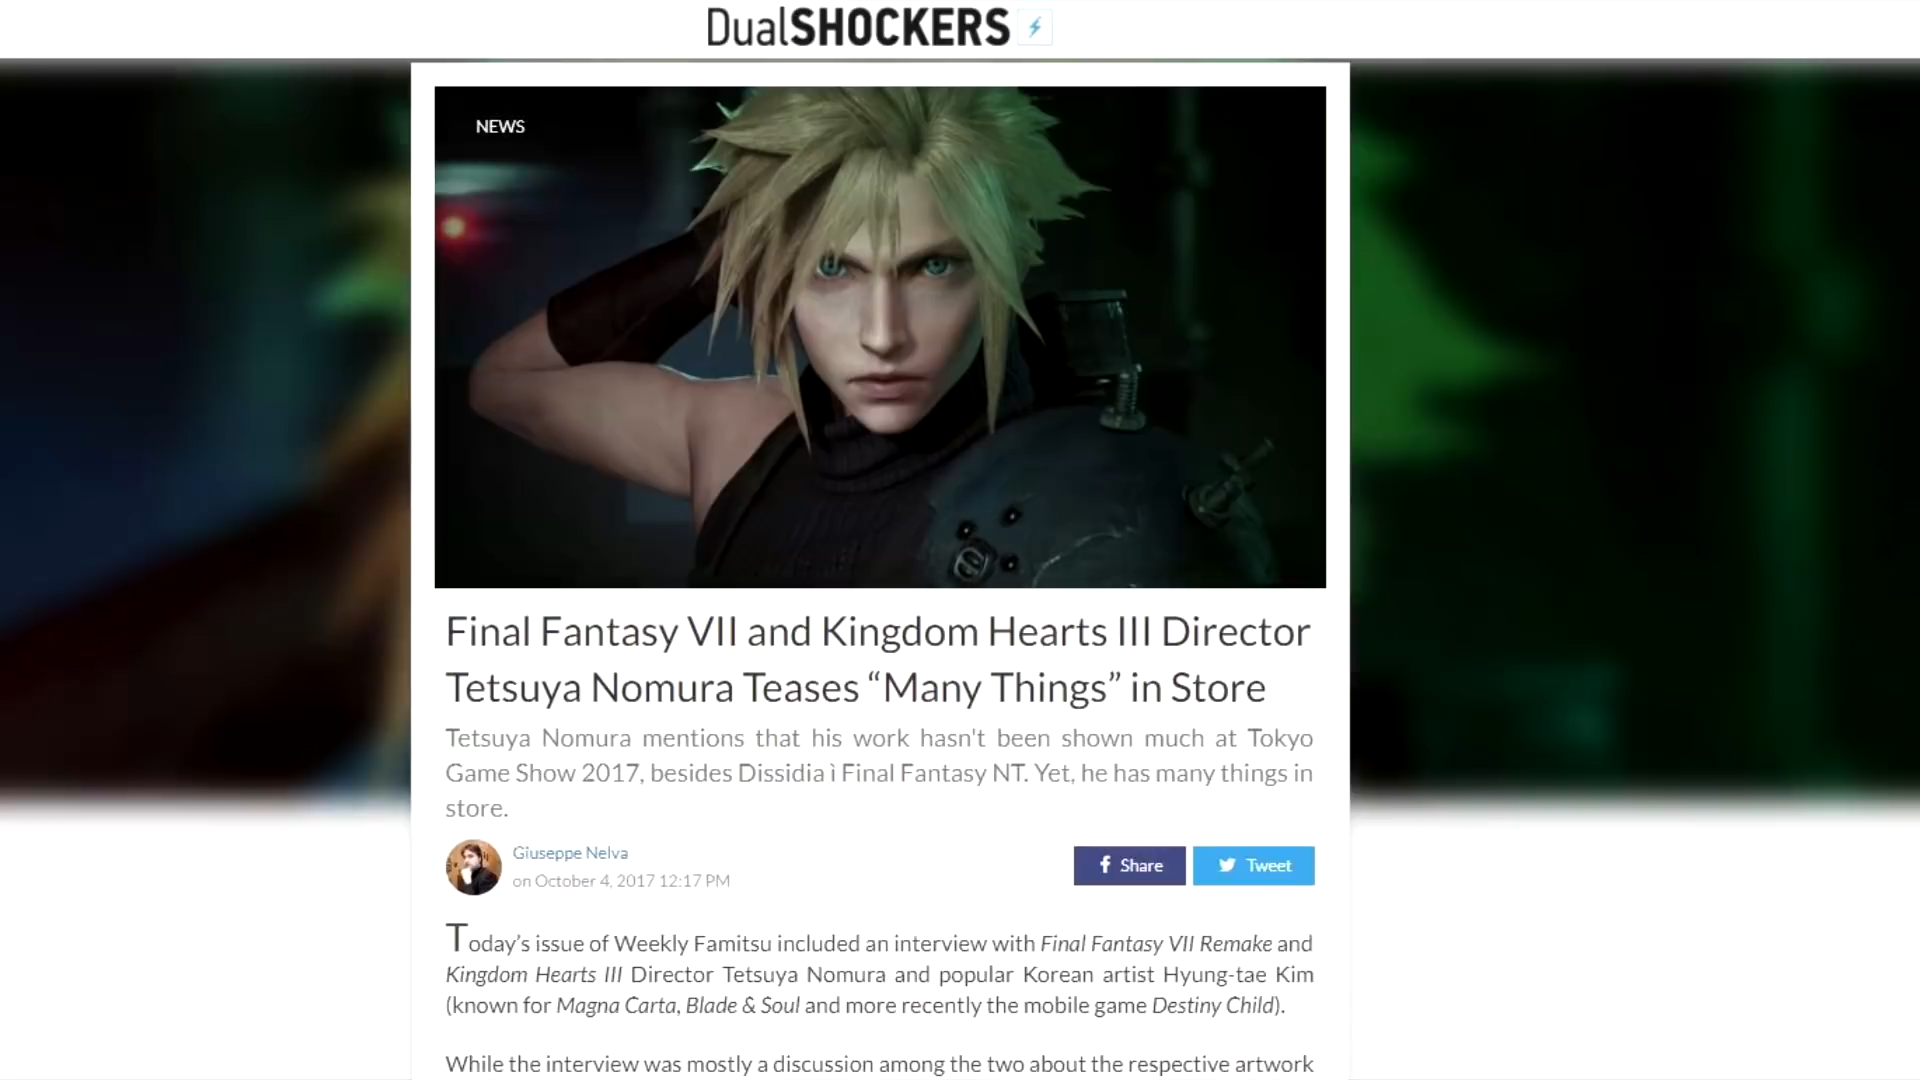 DualSHOCKERS
NEWS
Final Fantasy VII and Kingdom Hearts III Director
Tetsuya Nomura Teases “Many Things” in Store
Tetsuya Nomura mentions that his work hasn't been shown much at Tokyo
Game Show 2017, besides Dissidia ì Final Fantasy NT. Yet, he has many things in
store.
Giuseppe Nelva
on October 4, 2017 12:17 PM
Share
Tweet
Today’s issue of Weekly Famitsu included an interview with Final Fantasy VII Remake and
Kingdom Hearts III Director Tetsuya Nomura and popular Korean artist Hyung-tae Kim
(known for Magna Carta, Blade & Soul and more recently the mobile game Destiny Child).
While the interview was mostly a discussion among the two about the respective artwork